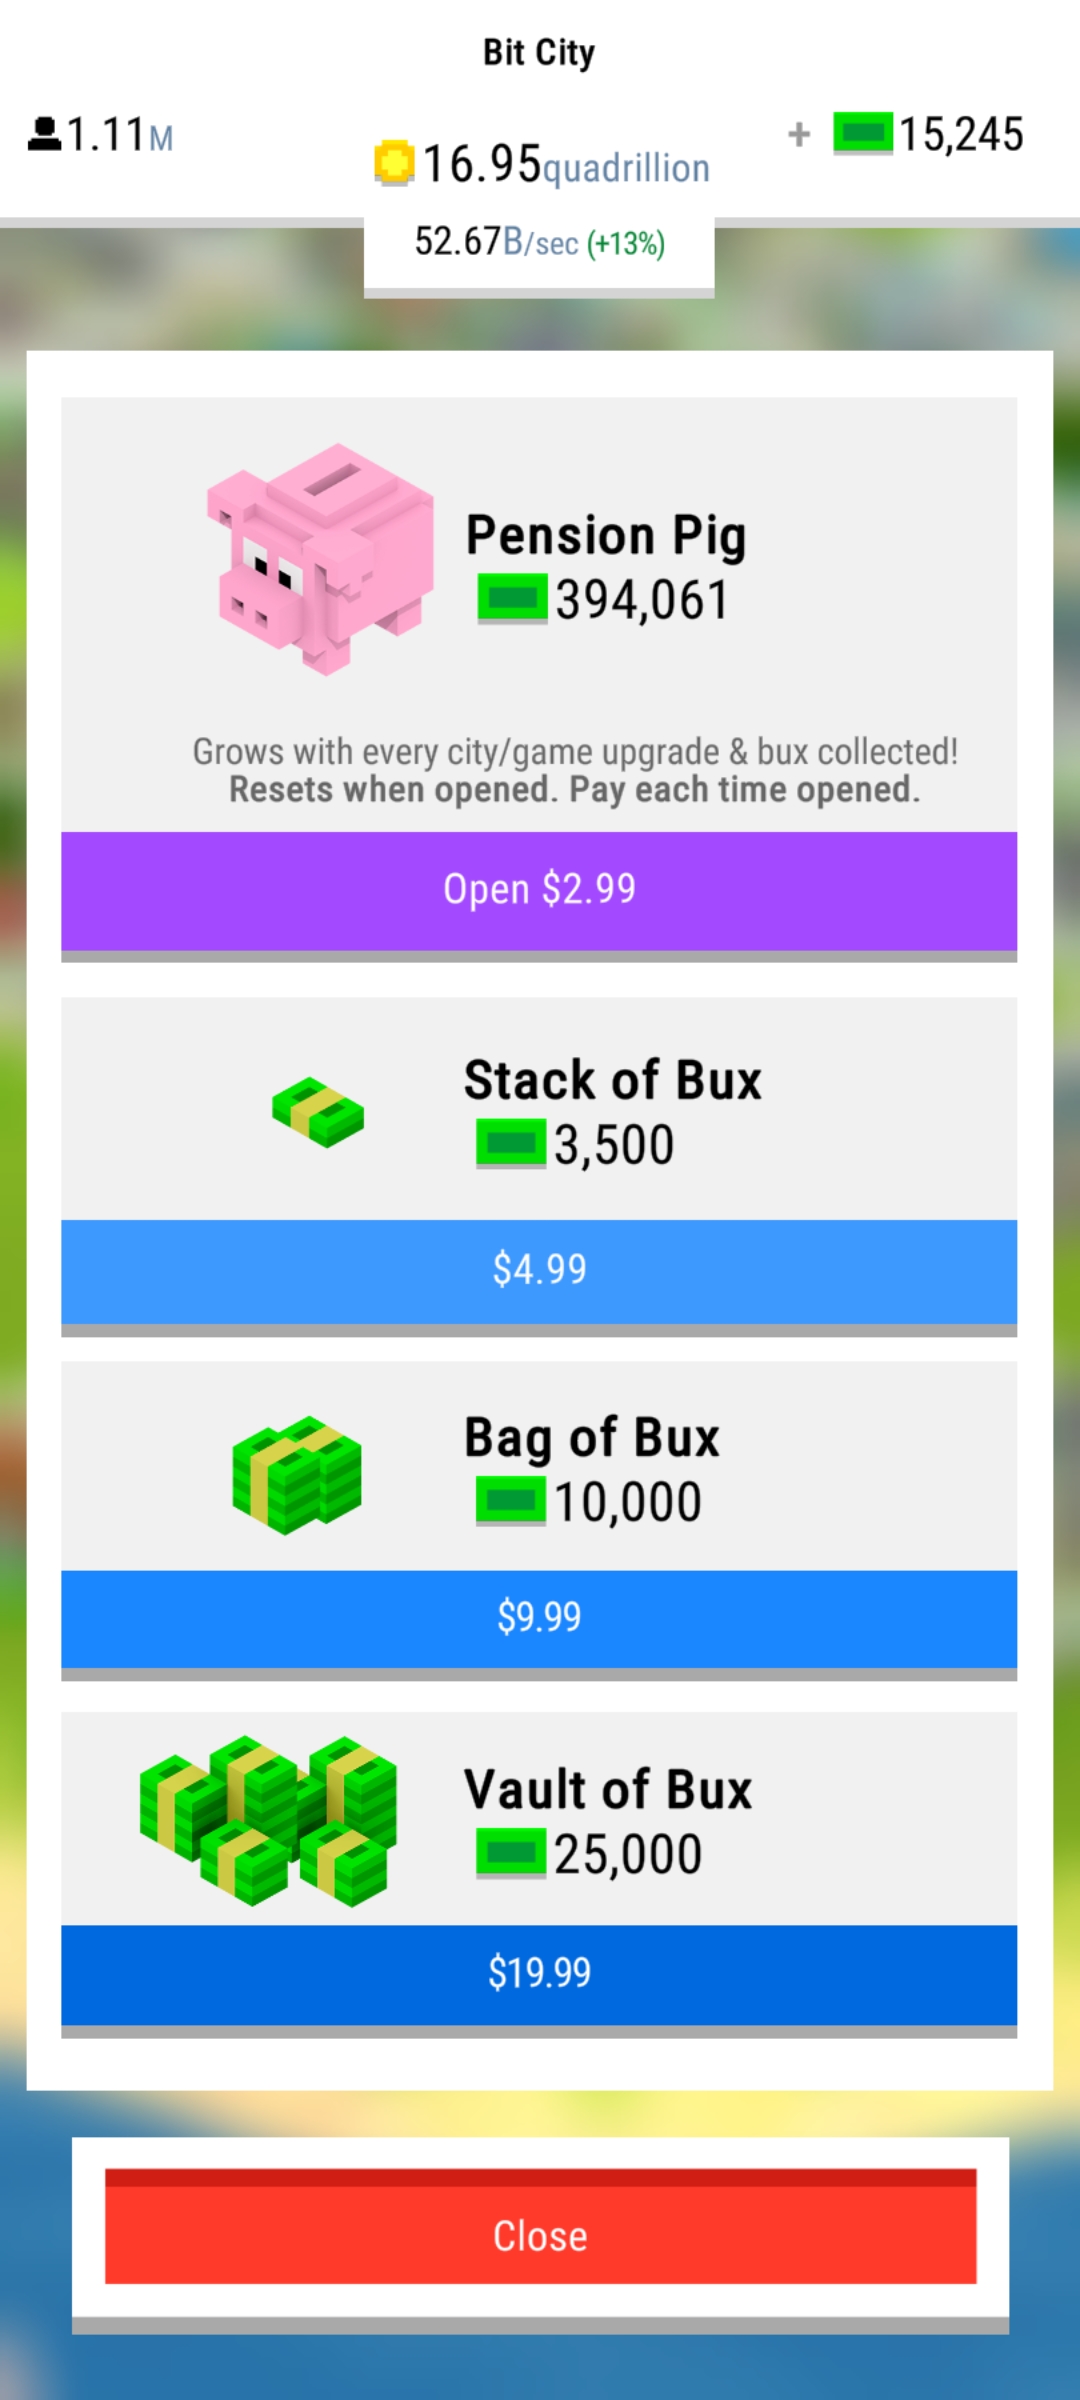 Bit City
1.11M
16.95quadrillion
+ 15,245
52.67B/sec (+13%)
Pension Pig
394,061
Grows with every city/game upgrade & bux collected!
Resets when opened. Pay each time opened.
Open $2.99
Stack of Bux
3,500
$4.99
Bag of Bux
10,000
$9.99
Vault of Bux
25,000
$19.99
Close